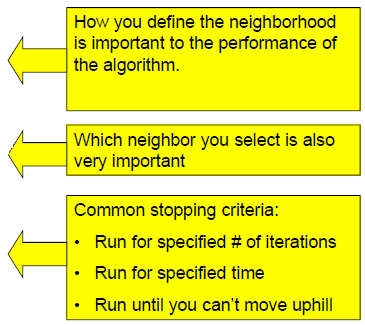 How you define the neighborhood
is important to the performance of
the algorithm.
Which neighbor you select is also
very important
Common stopping criteria:
• Run for specified # of iterations
• Run for specified time
• Run until you can't move uphill